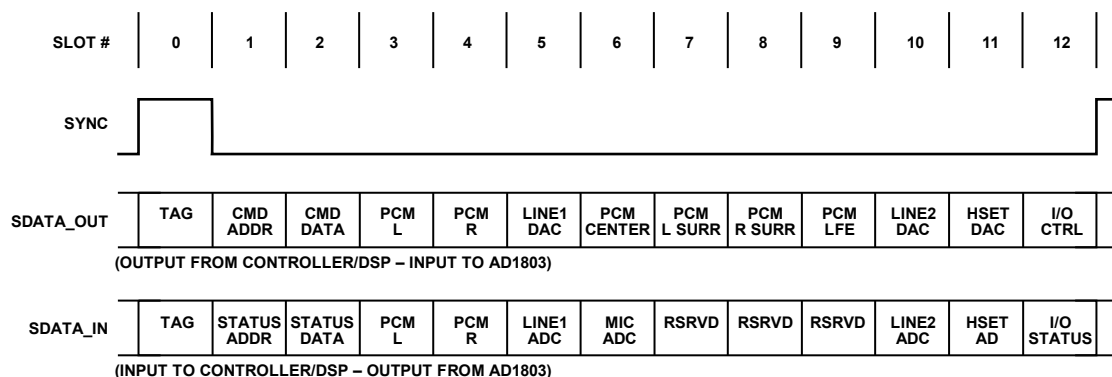 SLOT # 0 1 2 3 4 5 6 7 8 9 10 11 12
SYNC
SDATA_OUT TAG CMD ADDR CMD DATA PCM L PCM R LINE1 DAC PCM CENTER PCM L SURR PCM R SURR PCM LFE LINE2 DAC HSET DAC I/O CTRL
(OUTPUT FROM CONTROLLER/DSP – INPUT TO AD1803)
SDATA_IN TAG STATUS ADDR STATUS DATA PCM L PCM R LINE1 ADC MIC ADC RSRVD RSRVD RSRVD LINE2 ADC HSET AD I/O STATUS
(INPUT TO CONTROLLER/DSP – OUTPUT FROM AD1803)